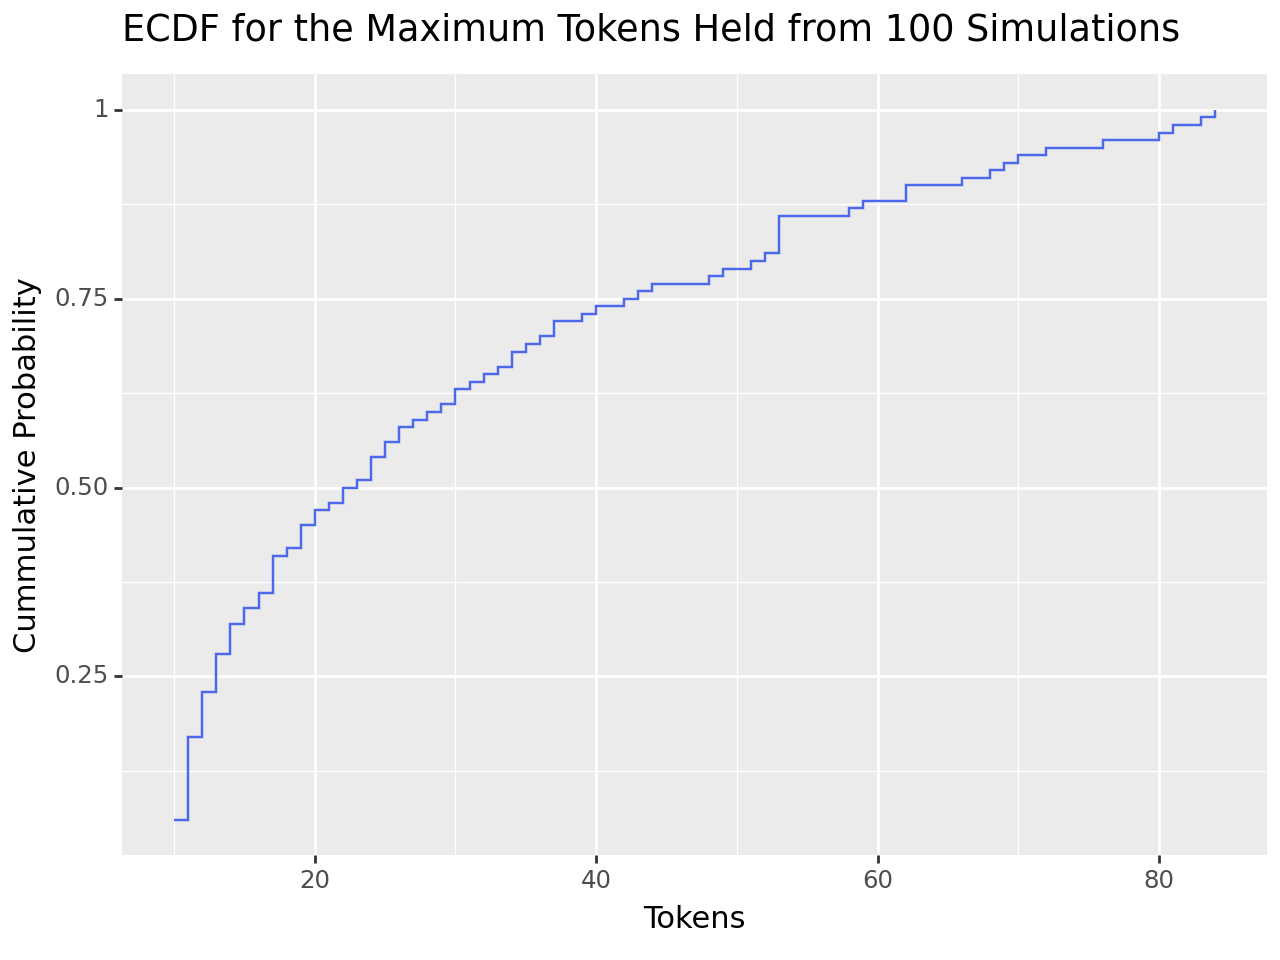 ECDF for the Maximum Tokens Held from 100 Simulations
1
0.75
0.50
0.25
Cummulative Probability
20 40 60 80
Tokens